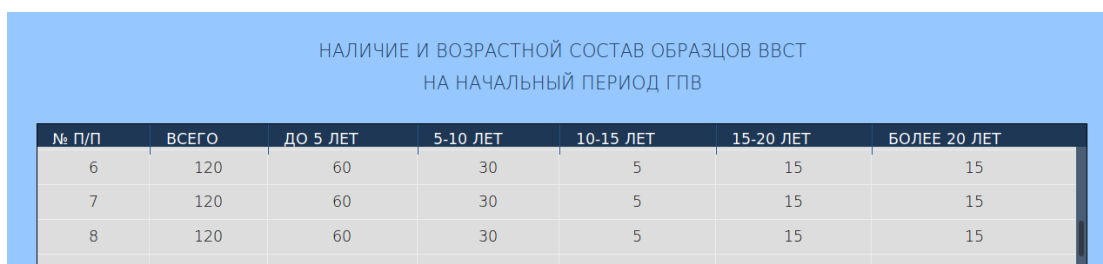 НАЛИЧИЕ И ВОЗРАСТНОЙ СОСТАВ ОБРАЗЦОВ ВВСТ
НА НАЧАЛЬНЫЙ ПЕРИОД ГПВ
№ П/П ВСЕГО ДО 5 ЛЕТ 5-10 ЛЕТ 10-15 ЛЕТ 15-20 ЛЕТ БОЛЕЕ 20 ЛЕТ
6 120 60 30 5 15 15
7 120 60 30 5 15 15
8 120 60 30 5 15 15